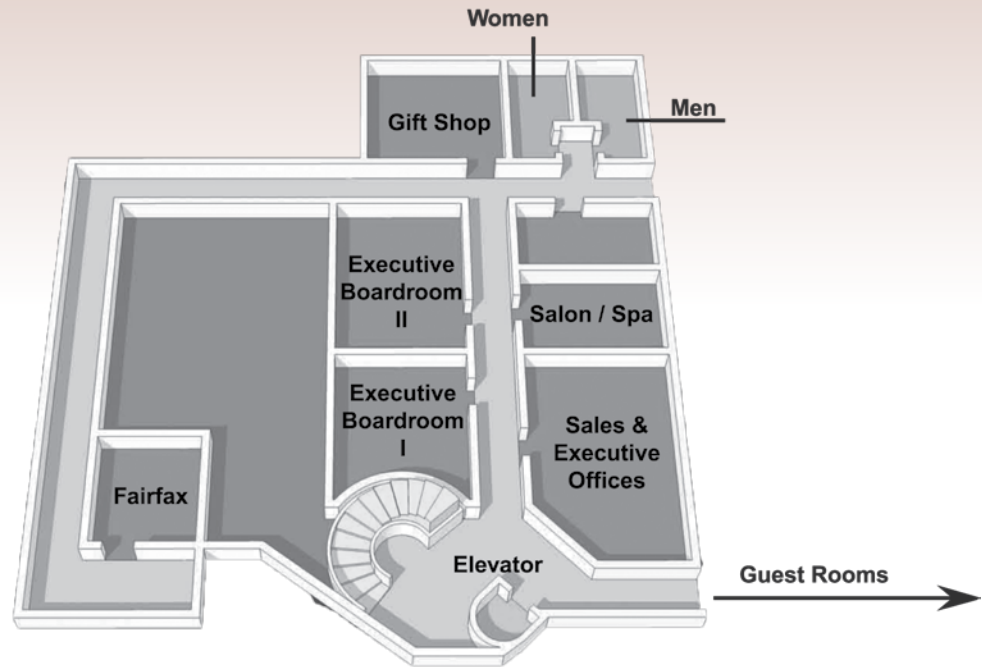 Women
Gift Shop
Men
Executive
Boardroom
II
Salon / Spa
Executive
Boardroom
I
Sales &
Executive
Offices
Fairfax
Elevator
Guest Rooms